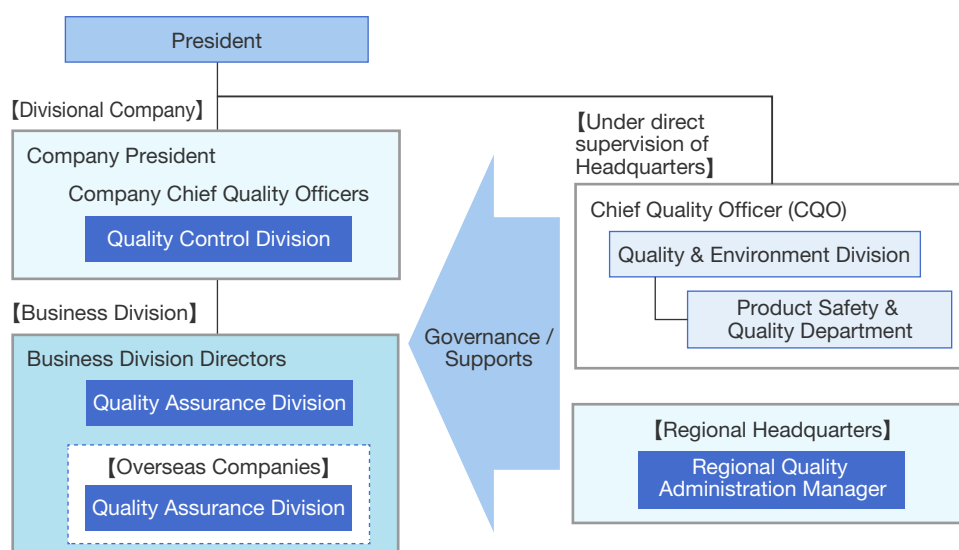 President
【Divisional Company】
Company President
Company Chief Quality Officers
Quality Control Division
【Business Division】
Business Division Directors
Quality Assurance Division
【Overseas Companies】
Quality Assurance Division
Governance /
Supports
【Under direct
supervision of
Headquarters】
Chief Quality Officer (CQO)
Quality & Environment Division
Product Safety &
Quality Department
【Regional Headquarters】
Regional Quality
Administration Manager